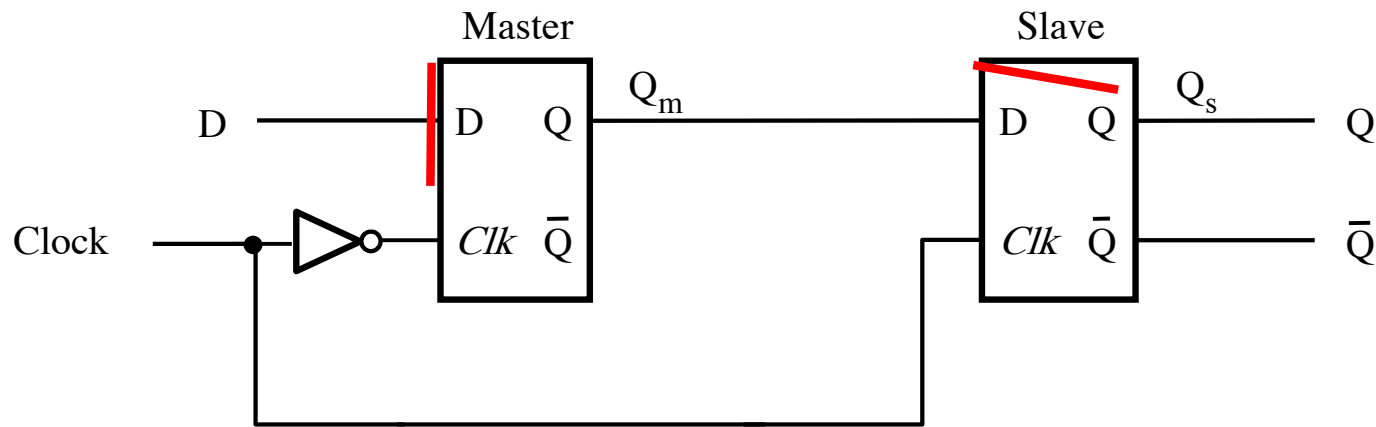 Master Slave
D D Q Qm D Q Qs Q
Clock Clk Q̄ Clk Q̄ Q̄